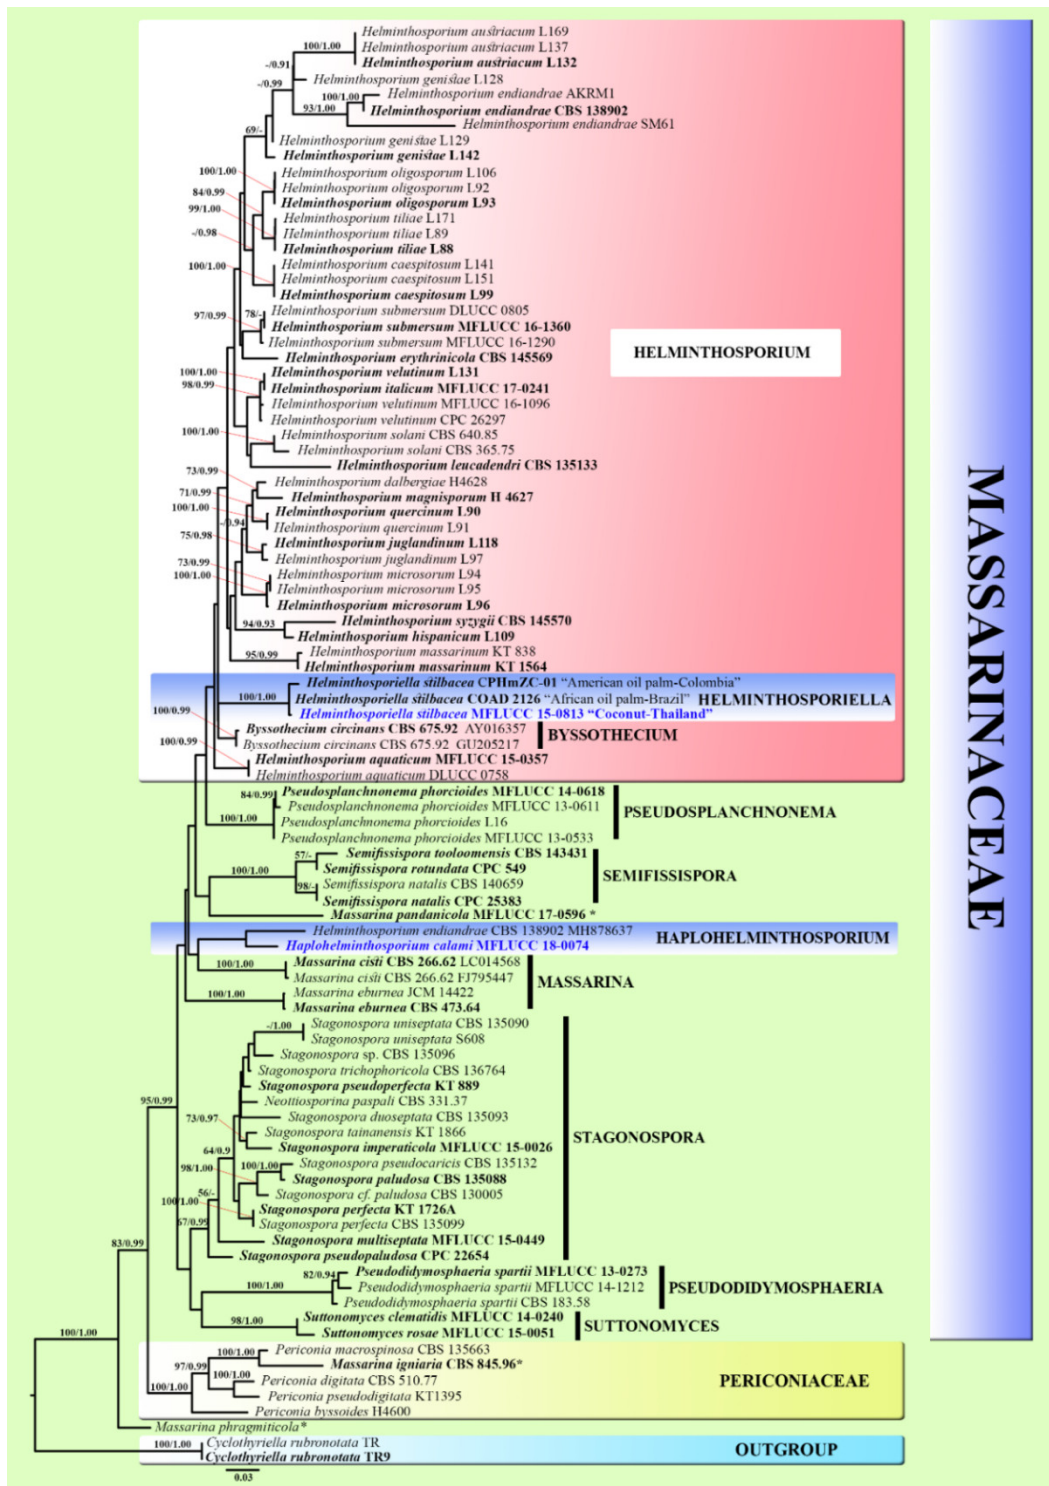 Helminthosporium austriacum L169
Helminthosporium austriacum L137
100/1.00
Helminthosporium austriacum L132
-/0.91
Helminthosporium genistae L128
-/0.99
100/1.00
Helminthosporium endiandrae AKRM1
93/1.00
Helminthosporium endiandrae CBS 138902
Helminthosporium endiandrae SM61
69/-
Helminthosporium genistae L129
Helminthosporium genistae L142
100/1.00
Helminthosporium oligosporum L106
Helminthosporium oligosporum L92
84/0.99
Helminthosporium oligosporum L93
99/1.00
Helminthosporium tiliae L171
-/0.98
Helminthosporium tiliae L89
Helminthosporium tiliae L88
100/1.00
Helminthosporium caespitosum L141
Helminthosporium caespitosum L151
Helminthosporium caespitosum L99
97/0.99
78/-
Helminthosporium submersum DLUCC 0805
Helminthosporium submersum MFLUCC 16-1360
Helminthosporium submersum MFLUCC 16-1290
HELMINTHOSPORIUM
Helminthosporium erythrinicola CBS 145569
100/1.00
Helminthosporium velutinum L131
98/0.99
Helminthosporium italicum MFLUCC 17-0241
Helminthosporium velutinum MFLUCC 16-1096
Helminthosporium velutinum CPC 26297
100/1.00
Helminthosporium solani CBS 640.85
Helminthosporium solani CBS 365.75
Helminthosporium leucadendri CBS 135133
73/0.99
Helminthosporium dalbergiae H4628
71/0.99
Helminthosporium magnisporum H 4627
100/1.00
Helminthosporium quercinum L90
-/0.94
Helminthosporium quercinum L91
75/0.98
Helminthosporium juglandinum L118
Helminthosporium juglandinum L97
73/0.99
Helminthosporium microsorum L94
100/1.00
Helminthosporium microsorum L95
Helminthosporium microsorum L96
94/0.93
Helminthosporium syzygii CBS 145570
Helminthosporium hispanicum L109
95/0.99
Helminthosporium massarinum KT 838
Helminthosporium massarinum KT 1564
Helminthosporiella stilbacea CPHmZC-01 “American oil palm-Colombia”
100/1.00
Helminthosporiella stilbacea COAD 2126 “African oil palm-Brazil” HELMINTHOSPORIELLA
100/0.99
Helminthosporiella stilbacea MFLUCC 15-0813 “Coconut-Thailand”
Byssothecium circinans CBS 675.92 AY016357
BYSSOTHECIUM
100/0.99
Byssothecium circinans CBS 675.92 GU205217
Helminthosporium aquaticum MFLUCC 15-0357
Helminthosporium aquaticum DLUCC 0758
84/0.99
Pseudosplanchnonema phorcioides MFLUCC 14-0618
Pseudosplanchnonema phorcioides MFLUCC 13-0611
PSEUDOSPLANCHNONEMA
100/1.00
Pseudosplanchnonema phorcioides L16
Pseudosplanchnonema phorcioides MFLUCC 13-0533
57/-
Semifissispora tooloomensis CBS 143431
100/1.00
Semifissispora rotundata CPC 549
SEMIFISSISPORA
98/-
Semifissispora natalis CBS 140659
Semifissispora natalis CPC 25383
Massarina pandanicola MFLUCC 17-0596 *
Helminthosporium endiandrae CBS 138902 MH878637
HAPLOHELMINTHOSPORIUM
Haplohelminthosporium calami MFLUCC 18-0074
100/1.00
Massarina cisti CBS 266.62 LC014568
Massarina cisti CBS 266.62 FJ795447
MASSARINA
100/1.00
Massarina eburnea JCM 14422
Massarina eburnea CBS 473.64
-/1.00
Stagonospora uniseptata CBS 135090
Stagonospora uniseptata S608
Stagonospora sp. CBS 135096
Stagonospora trichophoricola CBS 136764
Stagonospora pseudoperfecta KT 889
95/0.99
Neottiosporina paspali CBS 331.37
73/0.97
Stagonospora duoseptata CBS 135093
Stagonospora tainanensis KT 1866
STAGONOSPORA
64/0.9
Stagonospora imperaticola MFLUCC 15-0026
98/1.00
100/1.00
Stagonospora pseudocaricis CBS 135132
Stagonospora paludosa CBS 135088
56/-
Stagonospora cf. paludosa CBS 130005
100/1.00
Stagonospora perfecta KT 1726A
67/0.99
Stagonospora perfecta CBS 135099
Stagonospora multiseptata MFLUCC 15-0449
83/0.99
Stagonospora pseudopaludosa CPC 22654
82/0.94
Pseudodidymosphaeria spartii MFLUCC 13-0273
100/1.00
Pseudodidymosphaeria spartii MFLUCC 14-1212
PSEUDODIDYMOSPHAERIA
Pseudodidymosphaeria spartii CBS 183.58
98/1.00
Suttonomyces clematidis MFLUCC 14-0240
SUTTONOMYCES
Suttonomyces rosae MFLUCC 15-0051
100/1.00
100/1.00
Periconia macrospinosa CBS 135663
97/0.99
Massarina igniaria CBS 845.96*
100/1.00
Periconia digitata CBS 510.77
PERICONIACEAE
100/1.00
Periconia pseudodigitata KT1395
Periconia byssoides H4600
Massarina phragmiticola*
100/1.00
Cyclothyriella rubronotata TR
OUTGROUP
Cyclothyriella rubronotata TR9
0.03
MASSARINACEAE